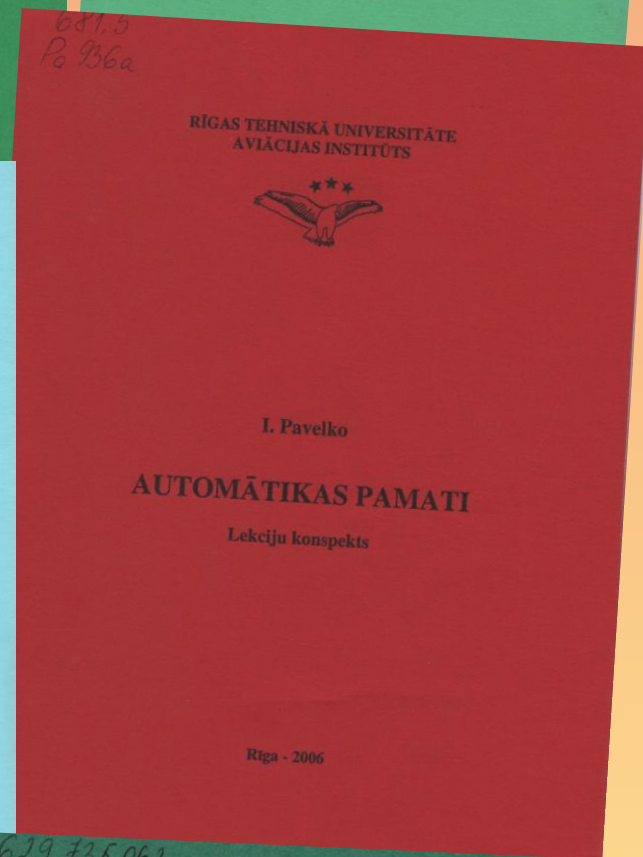 681.5
Pa 936a
RĪGAS TEHNISKĀ UNIVERSITĀTE
AVIĀCIJAS INSTITŪTS
I. Pavelko
AUTOMĀTIKAS PAMATI
Lekciju konspekts
Rīga - 2006